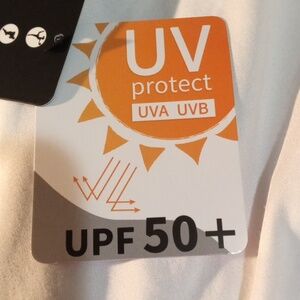 UV
protect
UVA UVB
UPF 50+